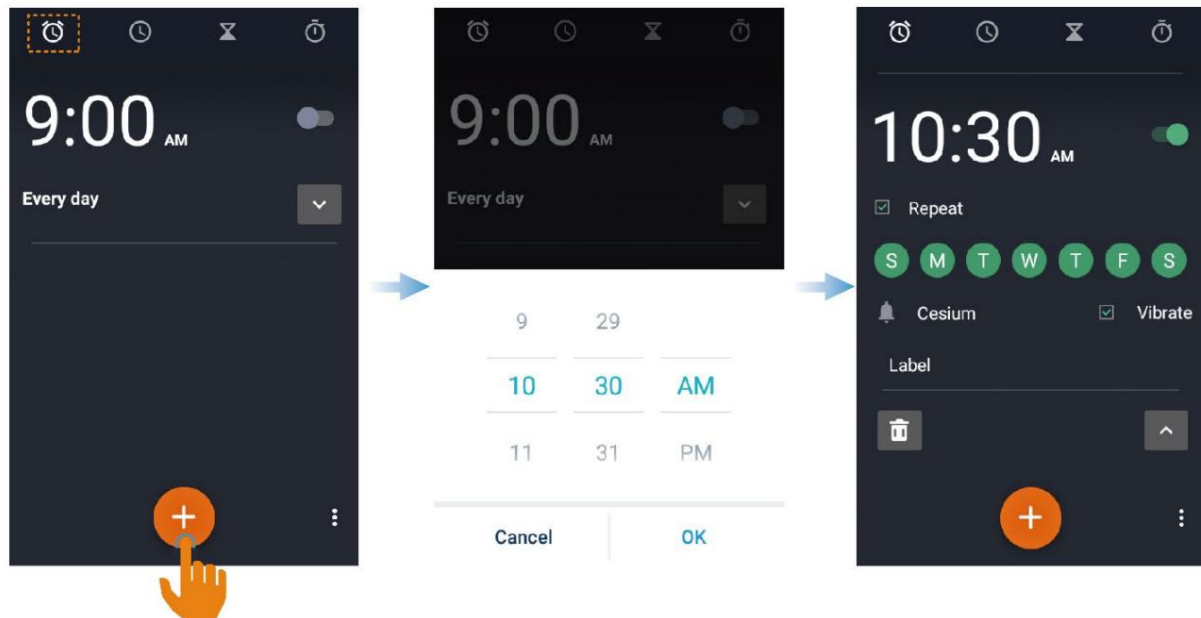 9:00 AM
Every day
9:00 AM
Every day
9 29
10 30 AM
11 31 PM
Cancel OK
10:30 AM
Repeat
S M T W T F S
Cesium Vibrate
Label